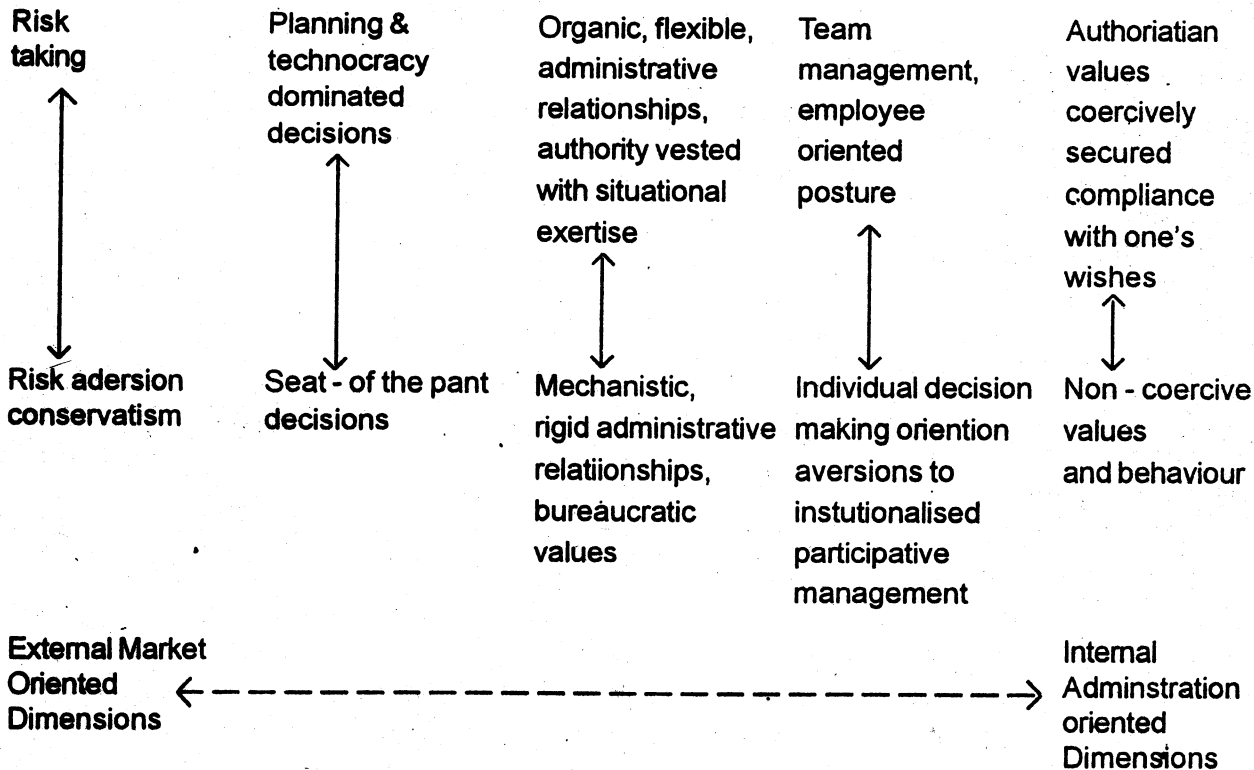 Risk
taking
Planning &
technocracy
dominated
decisions
Organic, flexible,
administrative
relationships,
authority vested
with situational
exertise
Team
management,
employee
oriented
posture
Authoriatian
values
coercively
secured
compliance
with one's
wishes
Risk adersion
conservatism
Seat - of the pant
decisions
Mechanistic,
rigid administrative
relatiionships,
bureaucratic
values
Individual decision
making oriention
aversions to
instutionalised
participative
management
Non - coercive
values
and behaviour
External Market
Oriented
Dimensions
Internal
Adminstration
oriented
Dimensions